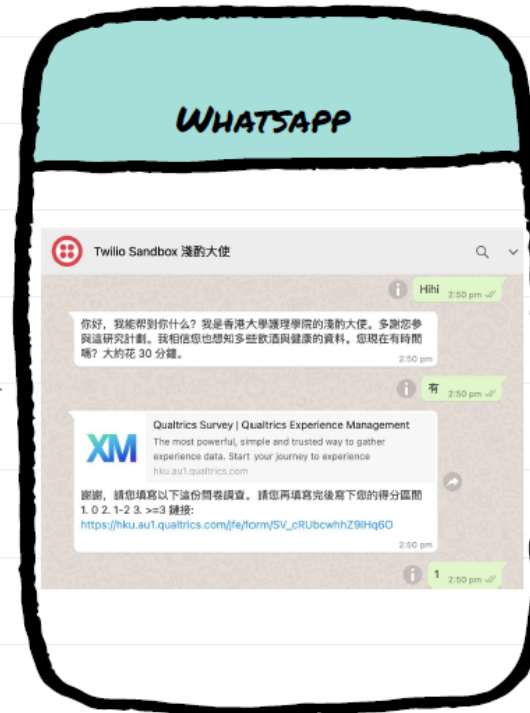 WHATSAPP
Twilio Sandbox 淺酌大使
Hihi 2:50 pm
你好，我能帮到你什么？我是香港大學護理學院的淺酌大使。多謝您參
與這研究計劃。我相信您也想知多些飲酒與健康的資料。您現在有時間
嗎？大約花 30 分鐘。
2:50 pm
有 2:50 pm
XM
Qualtrics Survey | Qualtrics Experience Management
The most powerful, simple and trusted way to gather
experience data. Start your journey to experience
hku.au1.qualtrics.com
謝謝，請您填寫以下這份問卷調查。請您再填寫完後寫下您的得分區間
1. 0 2. 1-2 3. >=3 鏈接:
https://hku.au1.qualtrics.com/jfe/form/SV_cRUbcwhhZ9lHq6O
2:50 pm
1 2:50 pm